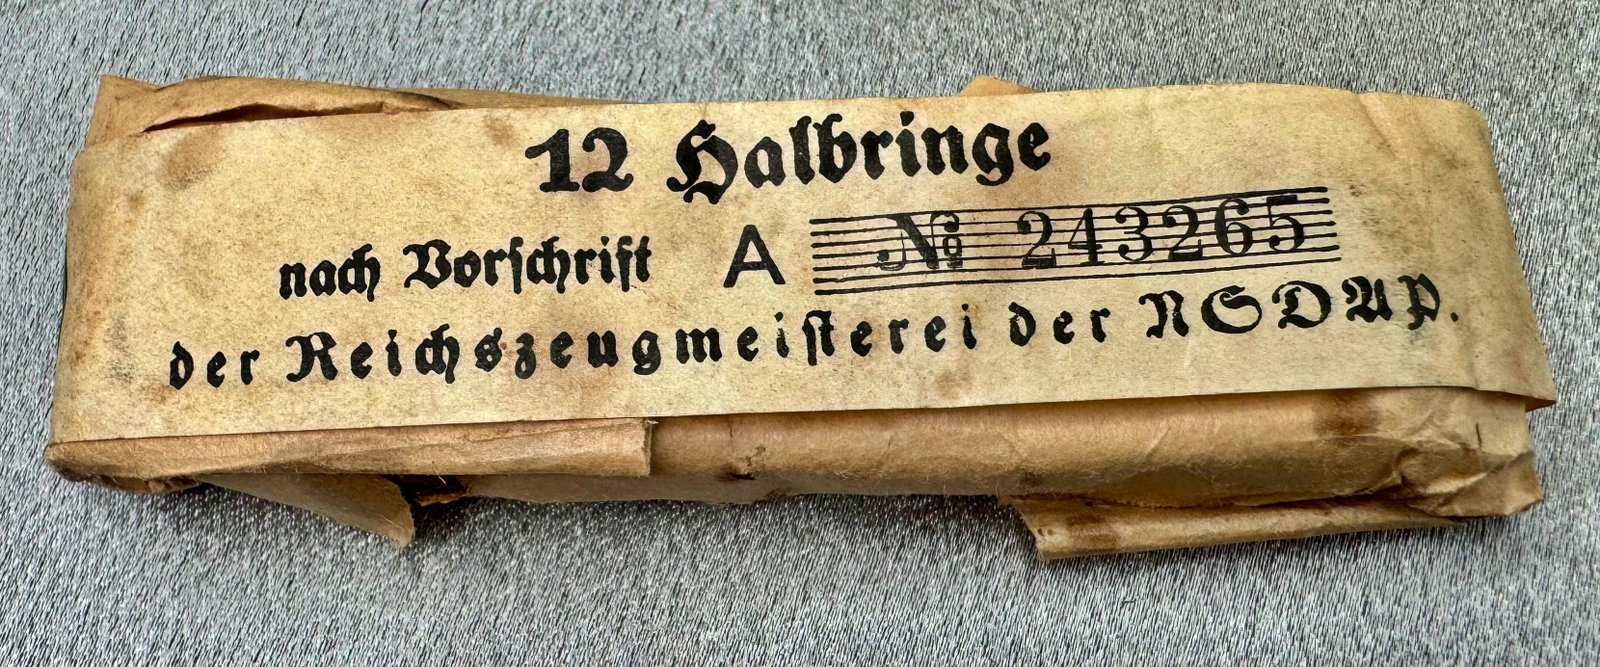 12 Halbringe
nach Vorschrift A № 243265
der Reichszeugmeisterei der NSDAP.